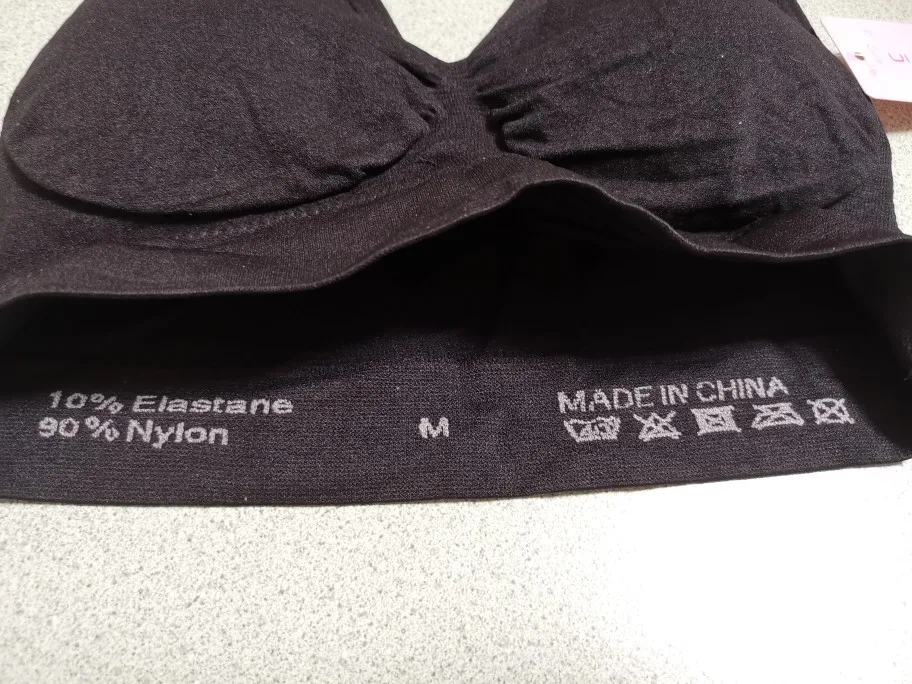 10% Elastane
90% Nylon
M
MADE IN CHINA